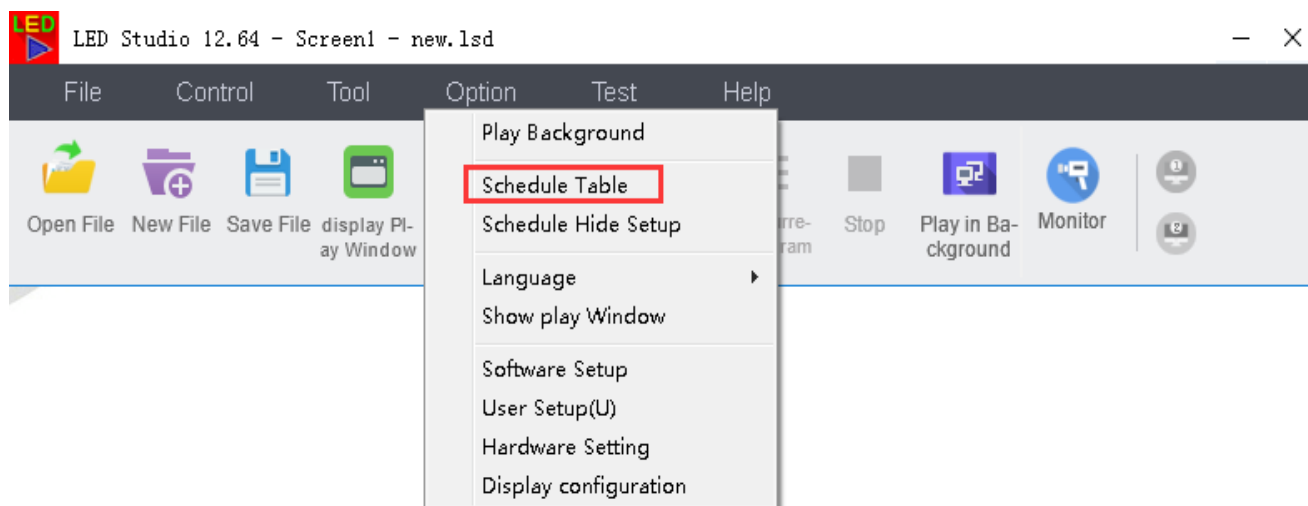 LED
LED Studio 12.64 - Screen1 - new.lsd
File Control Tool Option Test Help
Play Background
Schedule Table
Schedule Hide Setup
Language
Show play Window
Software Setup
User Setup(U)
Hardware Setting
Display configuration
Open File New File Save File display Pl-
ay Window
Stop Play in Ba-
ckground
Monitor
1
2